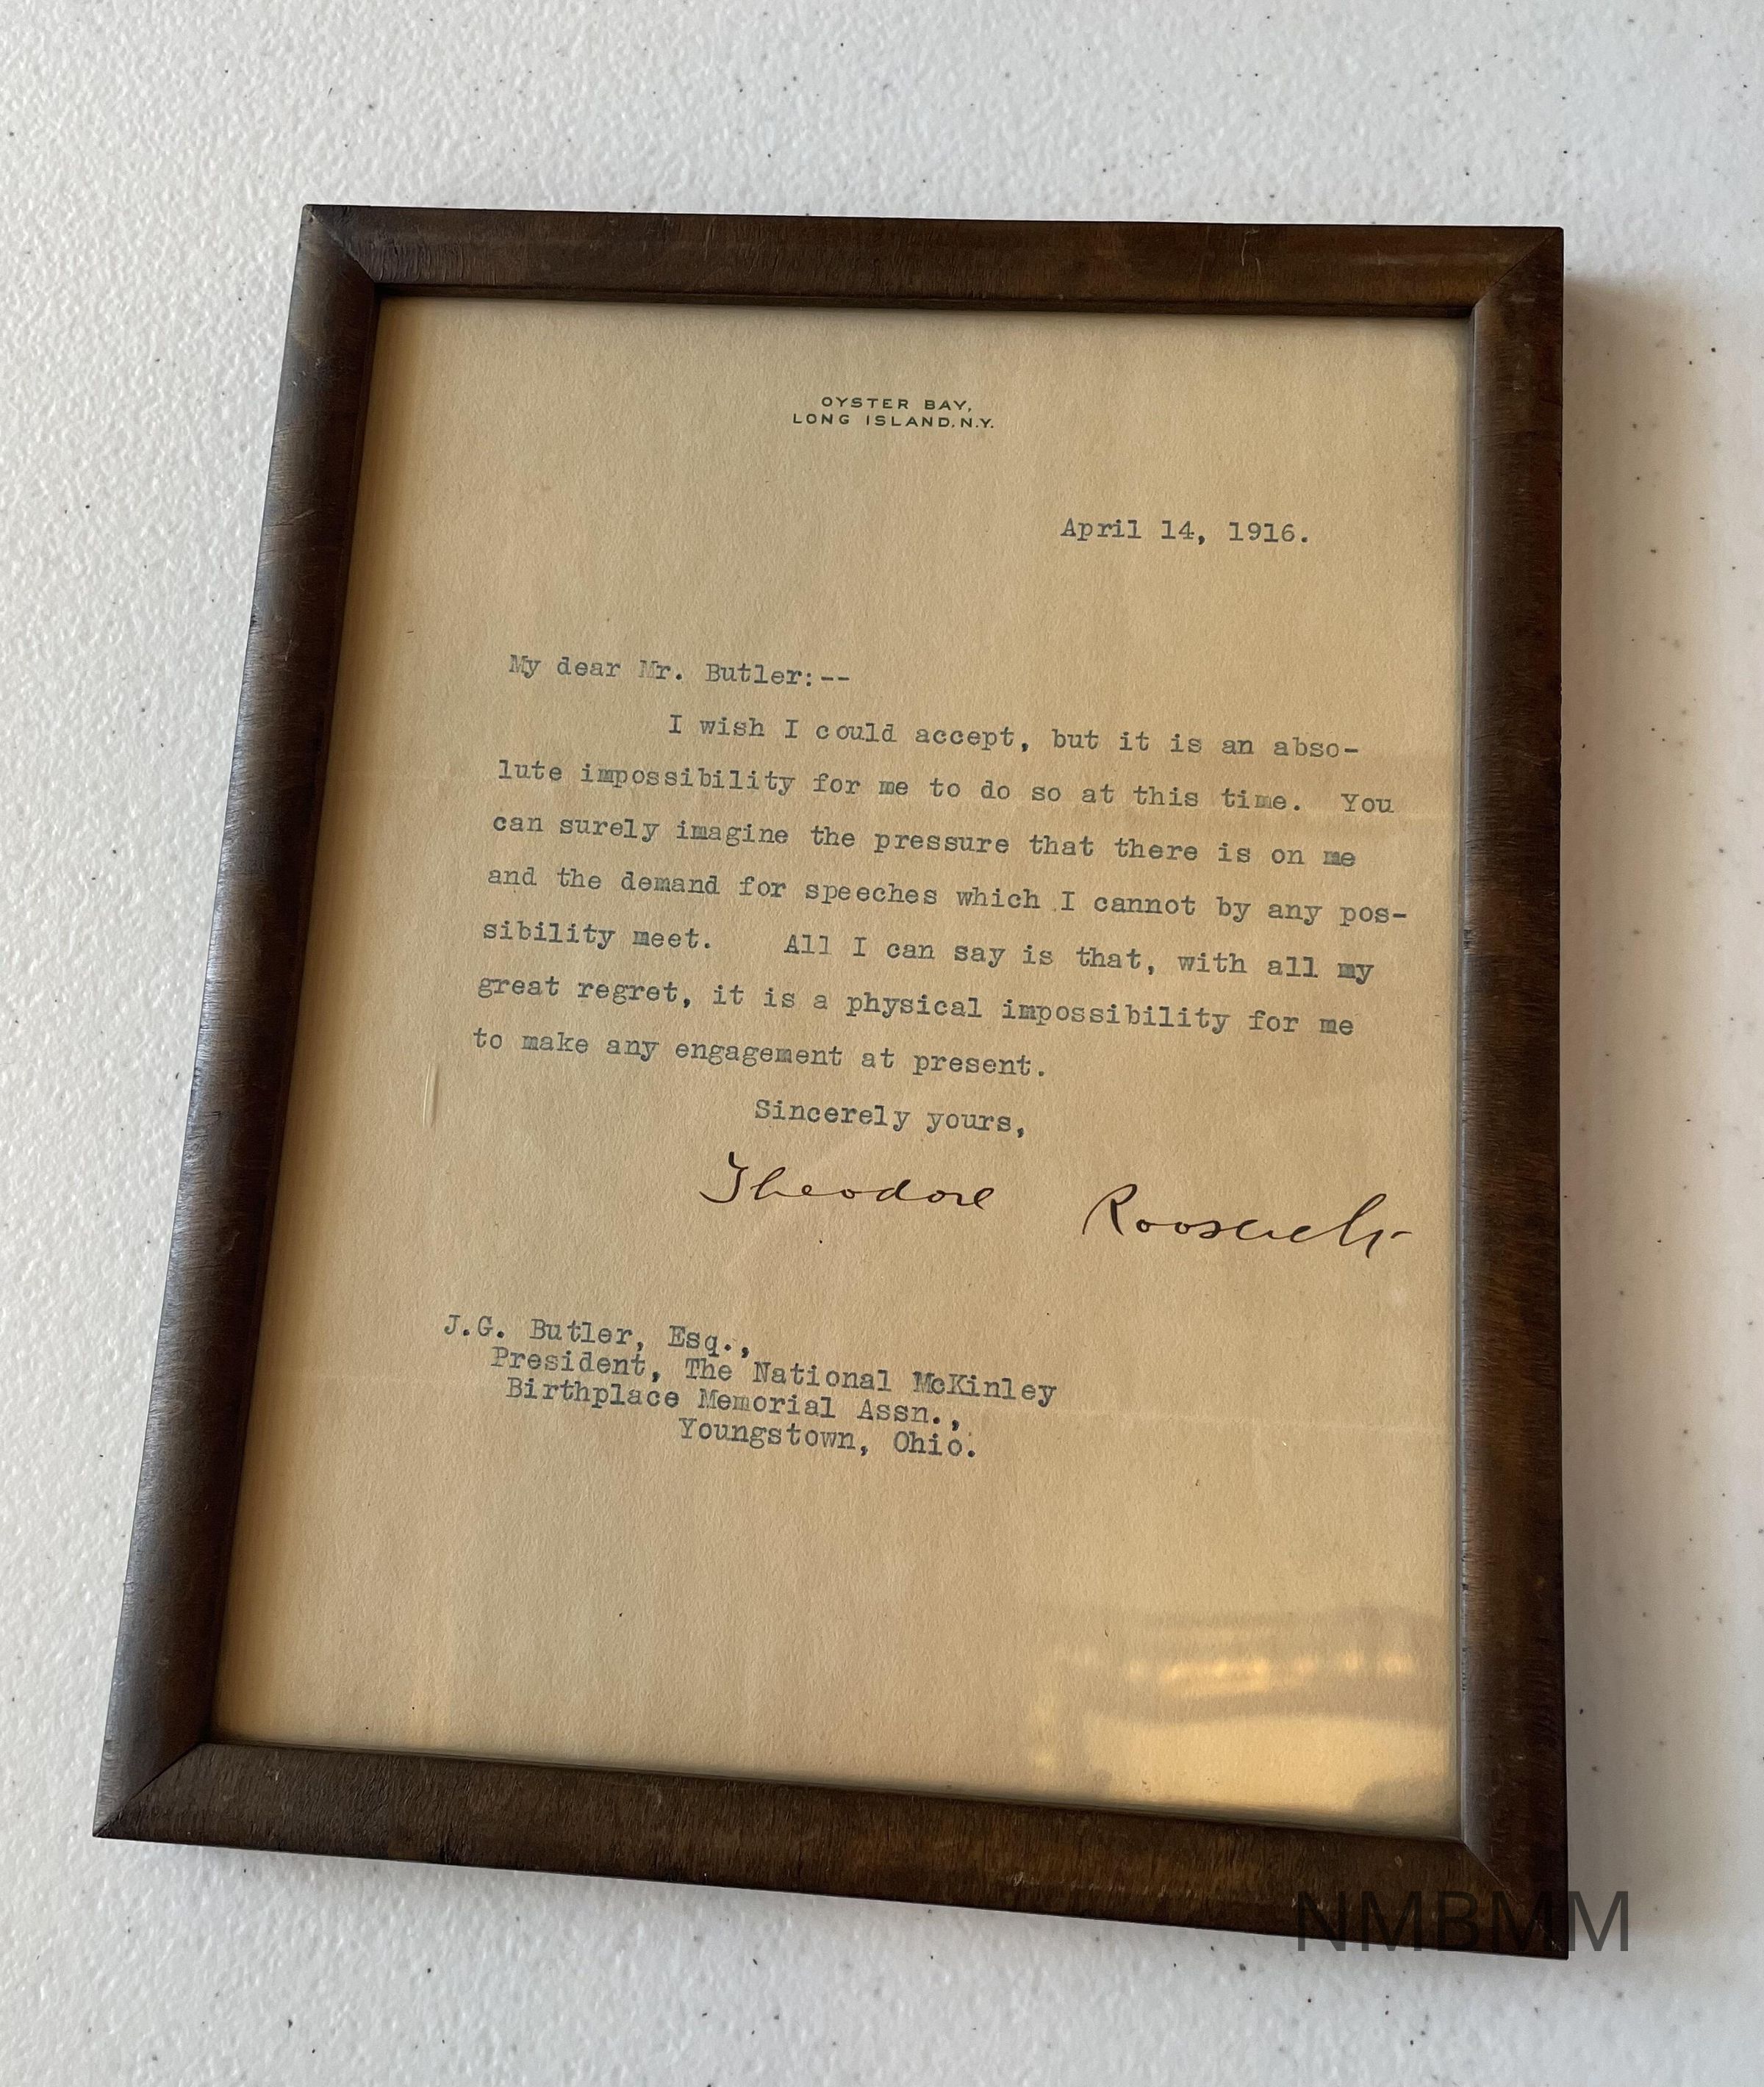 OYSTER BAY,
LONG ISLAND, N.Y.
April 14, 1916.
My dear Mr. Butler:--
I wish I could accept, but it is an abso-
lute impossibility for me to do so at this time. You
can surely imagine the pressure that there is on me
and the demand for speeches which I cannot by any pos-
sibility meet. All I can say is that, with all my
great regret, it is a physical impossibility for me
to make any engagement at present.
Sincerely yours,
Theodore Roosevelt
J.G. Butler, Esq.,
President, The National McKinley
Birthplace Memorial Assn.,
Youngstown, Ohio.
NMBMM